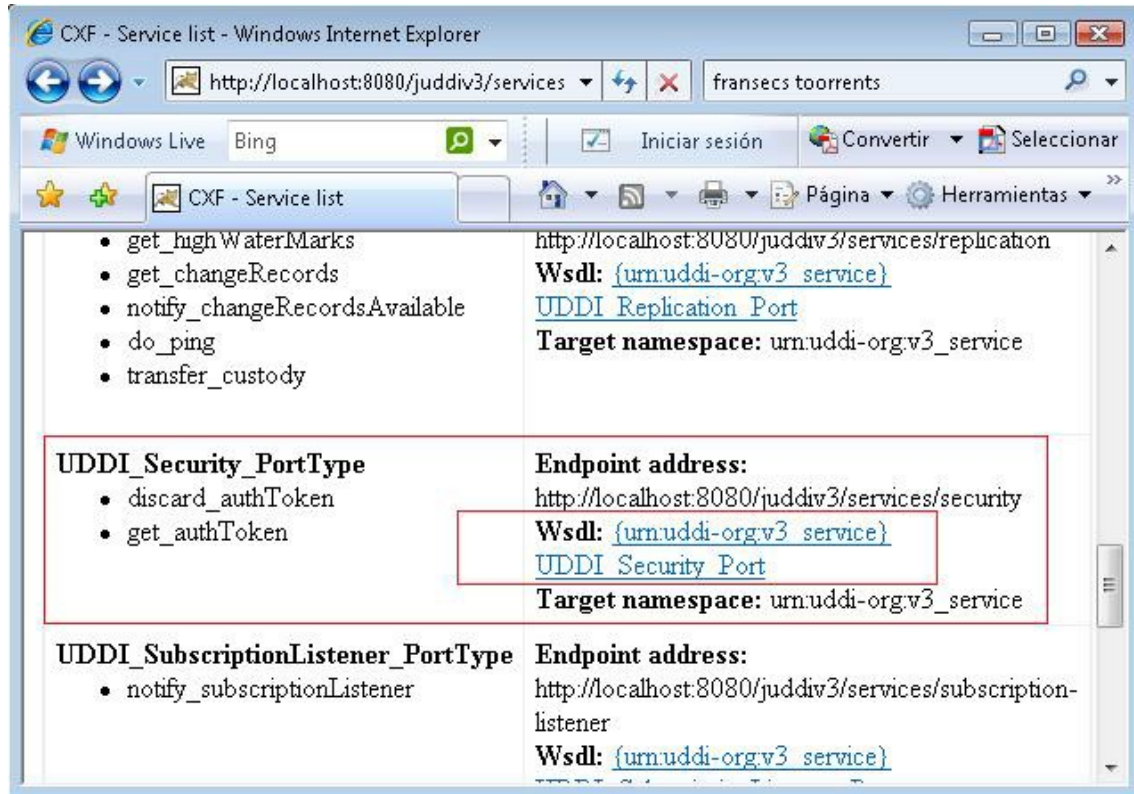 CXF - Service list - Windows Internet Explorer
http://localhost:8080/juddiv3/services
fransecs toorrents
Windows Live
Bing
Iniciar sesión
Convertir
Seleccionar
CXF - Service list
Página
Herramientas
get_highWaterMarks
get_changeRecords
notify_changeRecordsAvailable
do_ping
transfer_custody
http://localhost:8080/juddiv3/services/replication
Wsdl: {urn:uddi-org:v3_service}
UDDI_Replication_Port
Target namespace: urn:uddi-org:v3_service
UDDI_Security_PortType
discard_authToken
get_authToken
Endpoint address:
http://localhost:8080/juddiv3/services/security
Wsdl: {urn:uddi-org:v3_service}
UDDI_Security_Port
Target namespace: urn:uddi-org:v3_service
UDDI_SubscriptionListener_PortType
notify_subscriptionListener
Endpoint address:
http://localhost:8080/juddiv3/services/subscription-
listener
Wsdl: {urn:uddi-org:v3_service}